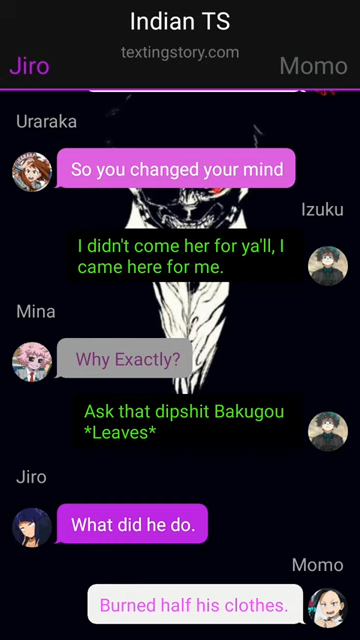 Indian TS
textingstory.com
Jiro
Momo
Uraraka
So you changed your mind
Izuku
I didn't come her for ya'll, I
came here for me.
Mina
Why Exactly?
Ask that dipshit Bakugou
*Leaves*
Jiro
What did he do.
Momo
Burned half his clothes.